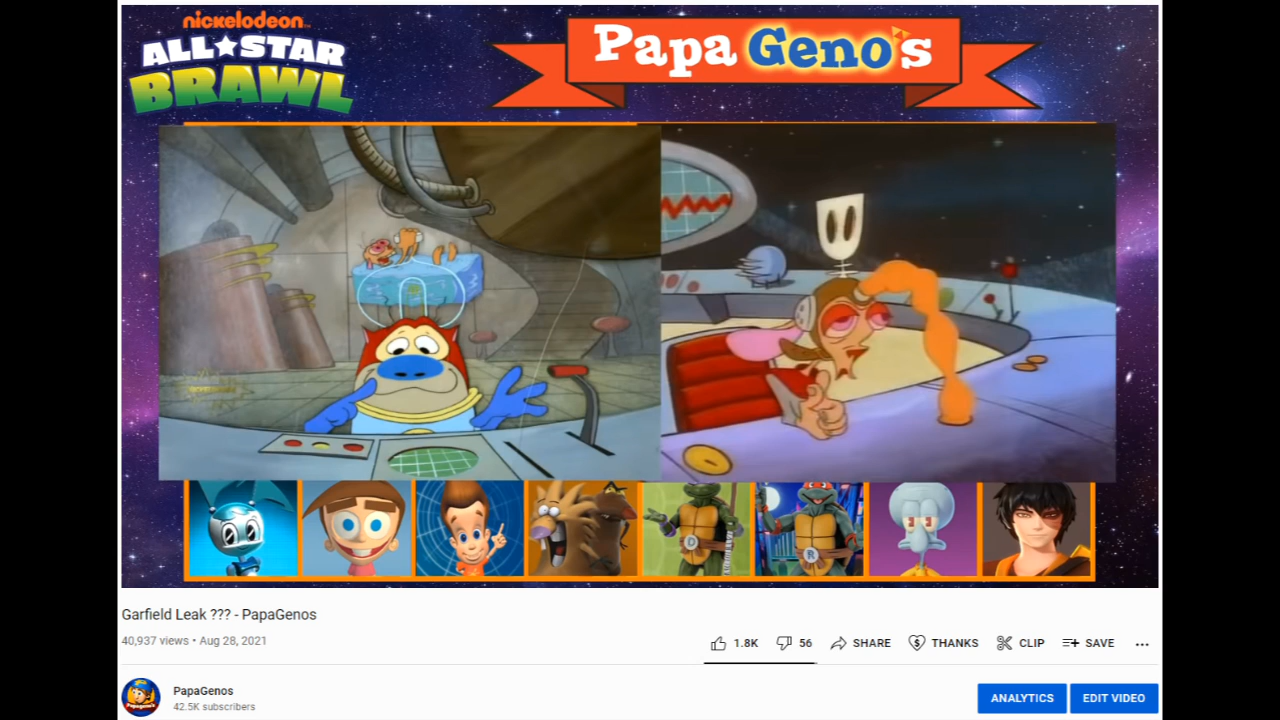 nickelodeon
ALL★STAR
BRAWL
Papa Geno's
D
R
Garfield Leak ??? - PapaGenos
40,937 views • Aug 28, 2021
1.8K
56
SHARE
THANKS
CLIP
SAVE
PapaGenos
42.5K subscribers
ANALYTICS
EDIT VIDEO